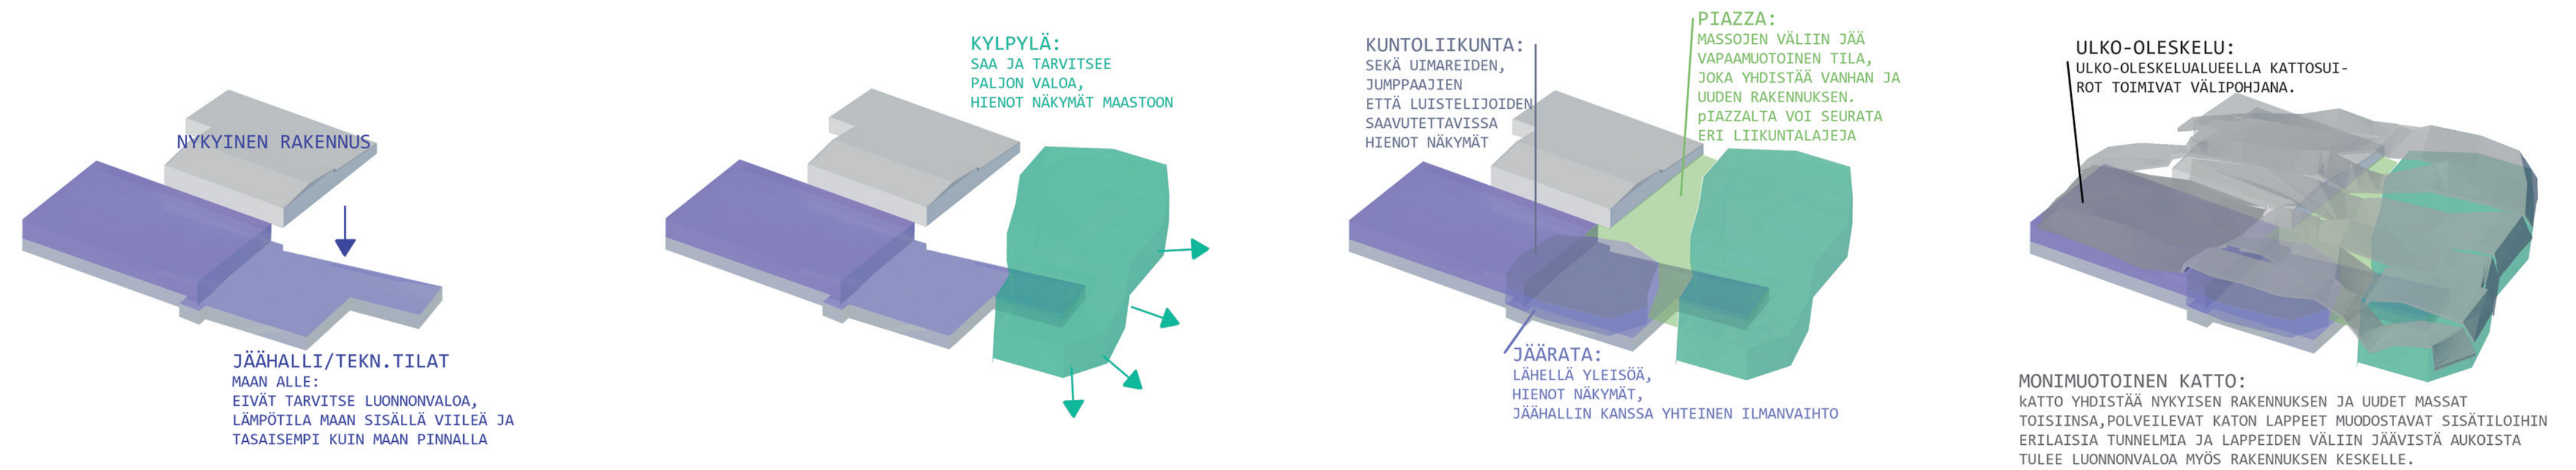 NYKYINEN RAKENNUS
JÄÄHALLI/TEKN.TILAT
MAAN ALLE:
EIVÄT TARVITSE LUONNONVALOA,
LÄMPÖTILA MAAN SISÄLLÄ VIILEÄ JA
TASAISEMPI KUIN MAAN PINNALLA
KYLPYLÄ:
SAA JA TARVITSEE
PALJON VALOA,
HIENOT NÄKYMÄT MAASTOON
KUNTOLIIKUNTA:
SEKÄ UIMAREIDEN,
JUMPPAAJIEN
ETTÄ LUISTELIJOIDEN
SAAVUTETTAVISSA
HIENOT NÄKYMÄT
PIAZZA:
MASSOJEN VÄLIIN JÄÄ
VAPAAMUOTOINEN TILA,
JOKA YHDISTÄÄ VANHAN JA
UUDEN RAKENNUKSEN.
pIAZZALTA VOI SEURATA
ERI LIIKUNTALAJEJA
JÄÄRATA:
LÄHELLÄ YLEISÖÄ,
HIENOT NÄKYMÄT,
JÄÄHALLIN KANSSA YHTEINEN ILMANVAIHTO
ULKO-OLESKELU:
ULKO-OLESKELUALUEELLA KATTOSUI-
ROT TOIMIVAT VÄLIPOHJANA.
MONIMUOTOINEN KATTO:
kATTO YHDISTÄÄ NYKYISEN RAKENNUKSEN JA UUDET MASSAT
TOISIINSA,POLVEILEVAT KATON LAPPEET MUODOSTAVAT SISÄTILOIHIN
ERILAISIA TUNNELMIA JA LAPPEIDEN VÄLIIN JÄÄVISTÄ AUKOISTA
TULEE LUONNONVALOA MYÖS RAKENNUKSEN KESKELLE.